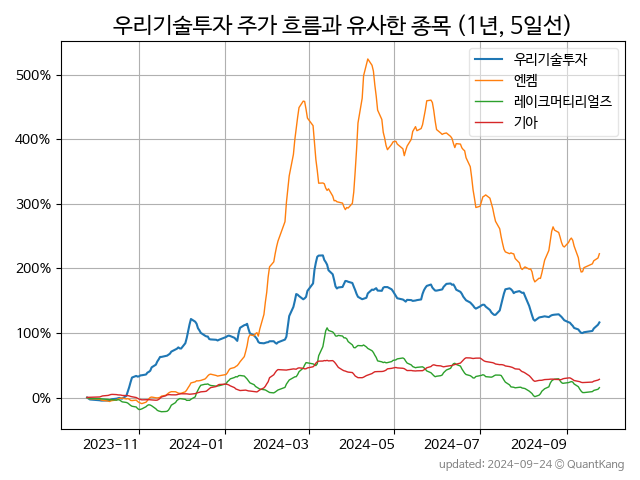 우리기술투자 주가 흐름과 유사한 종목 (1년, 5일선)
우리기술투자
엔켐
레이크머티리얼즈
기아
500%
400%
300%
200%
100%
0%
2023-11
2024-01
2024-03
2024-05
2024-07
2024-09
updated: 2024-09-24 © QuantKang